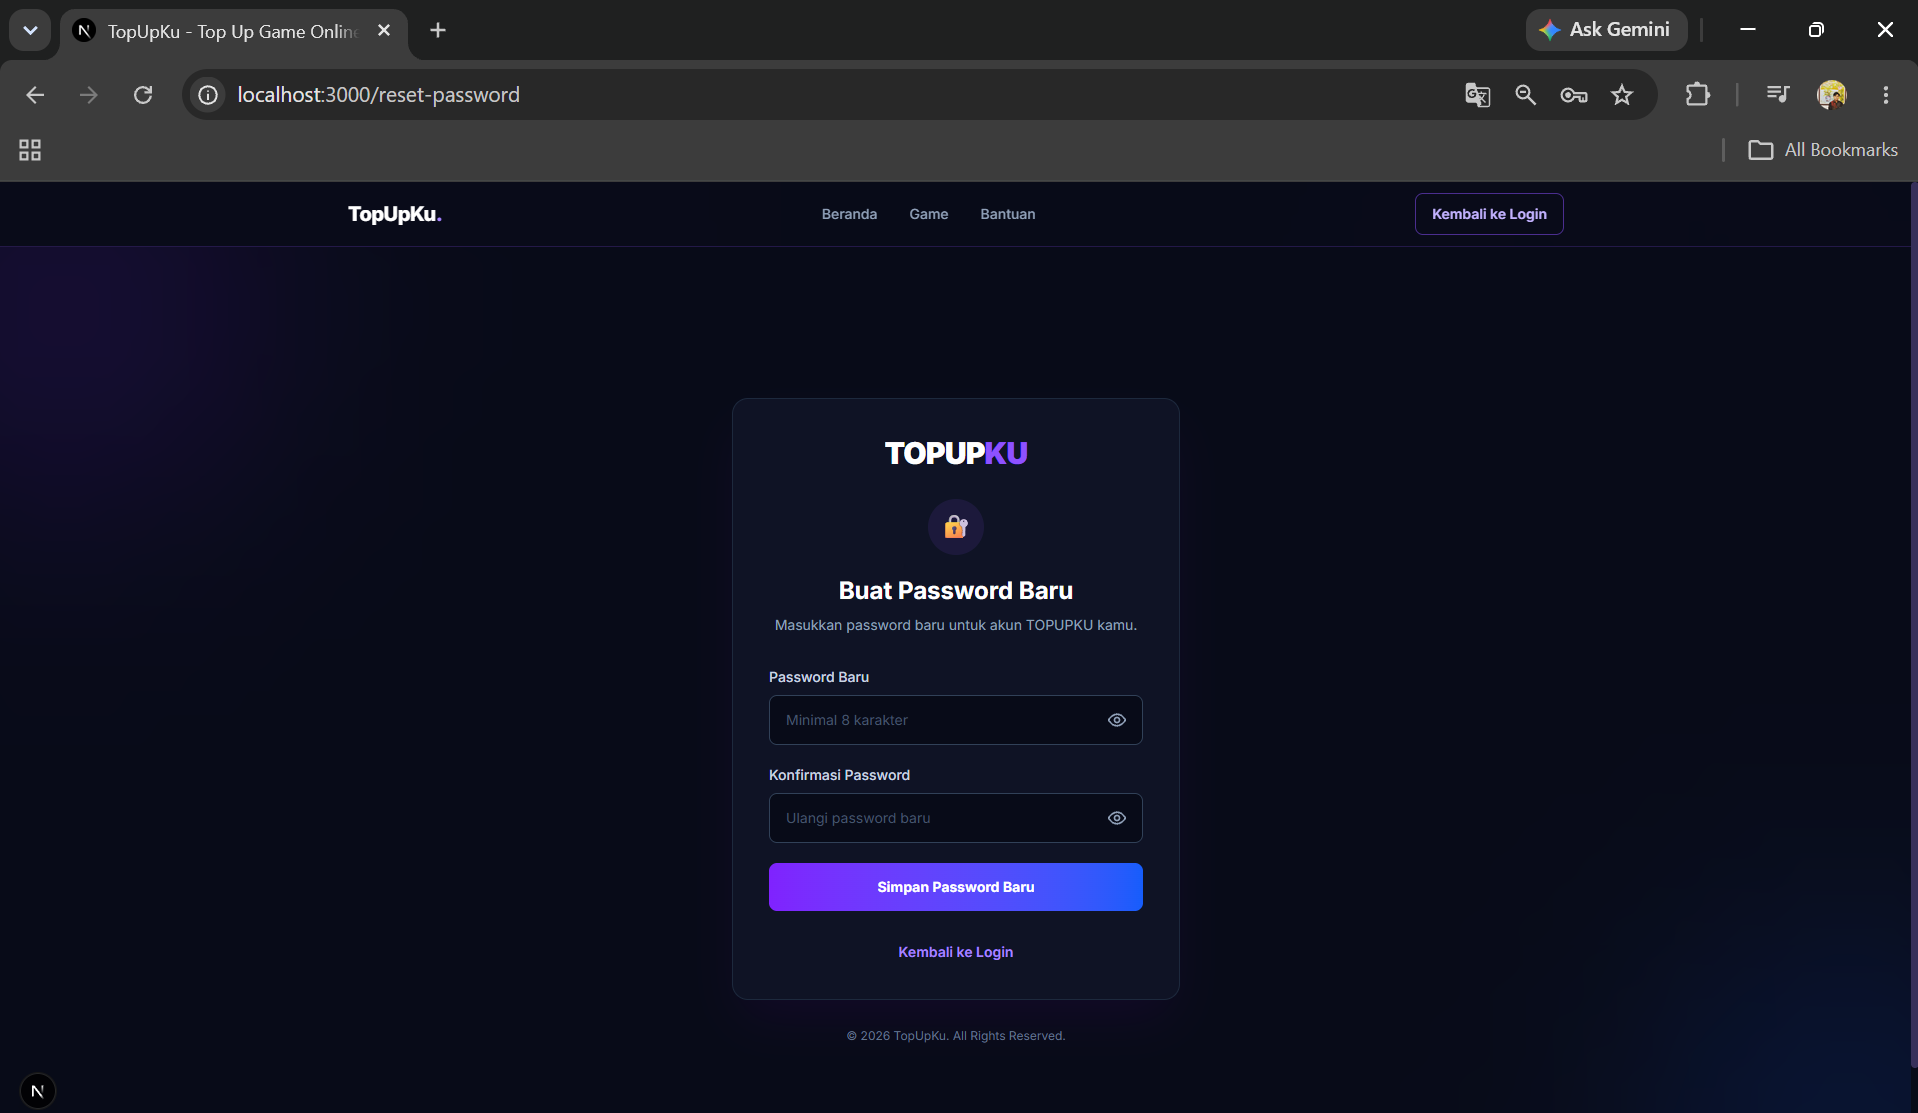 TopUpKu - Top Up Game Online
Ask Gemini
localhost:3000/reset-password
All Bookmarks
TopUpKu.
Beranda
Game
Bantuan
Kembali ke Login
TOPUPKU
Buat Password Baru
Masukkan password baru untuk akun TOPUPKU kamu.
Password Baru
Minimal 8 karakter
Konfirmasi Password
Ulangi password baru
Simpan Password Baru
Kembali ke Login
© 2026 TopUpKu. All Rights Reserved.
N